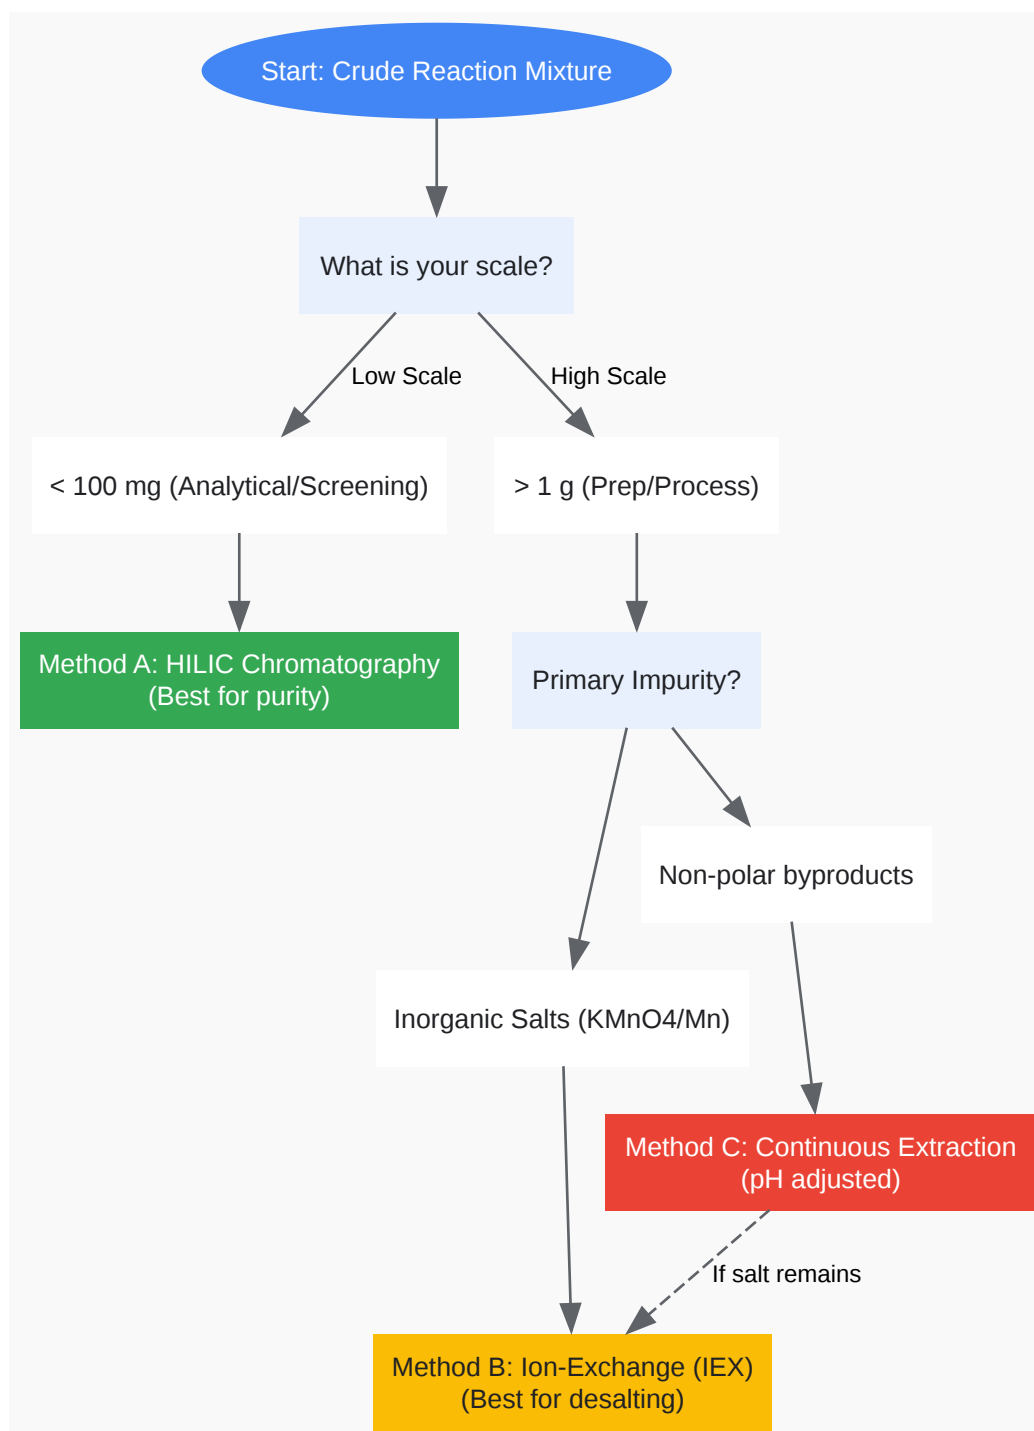 Start: Crude Reaction Mixture
What is your scale?
Low Scale
High Scale
< 100 mg (Analytical/Screening)
> 1 g (Prep/Process)
Method A: HILIC Chromatography
(Best for purity)
Primary Impurity?
Non-polar byproducts
Inorganic Salts (KMnO4/Mn)
Method C: Continuous Extraction
(pH adjusted)
If salt remains
Method B: Ion-Exchange (IEX)
(Best for desalting)